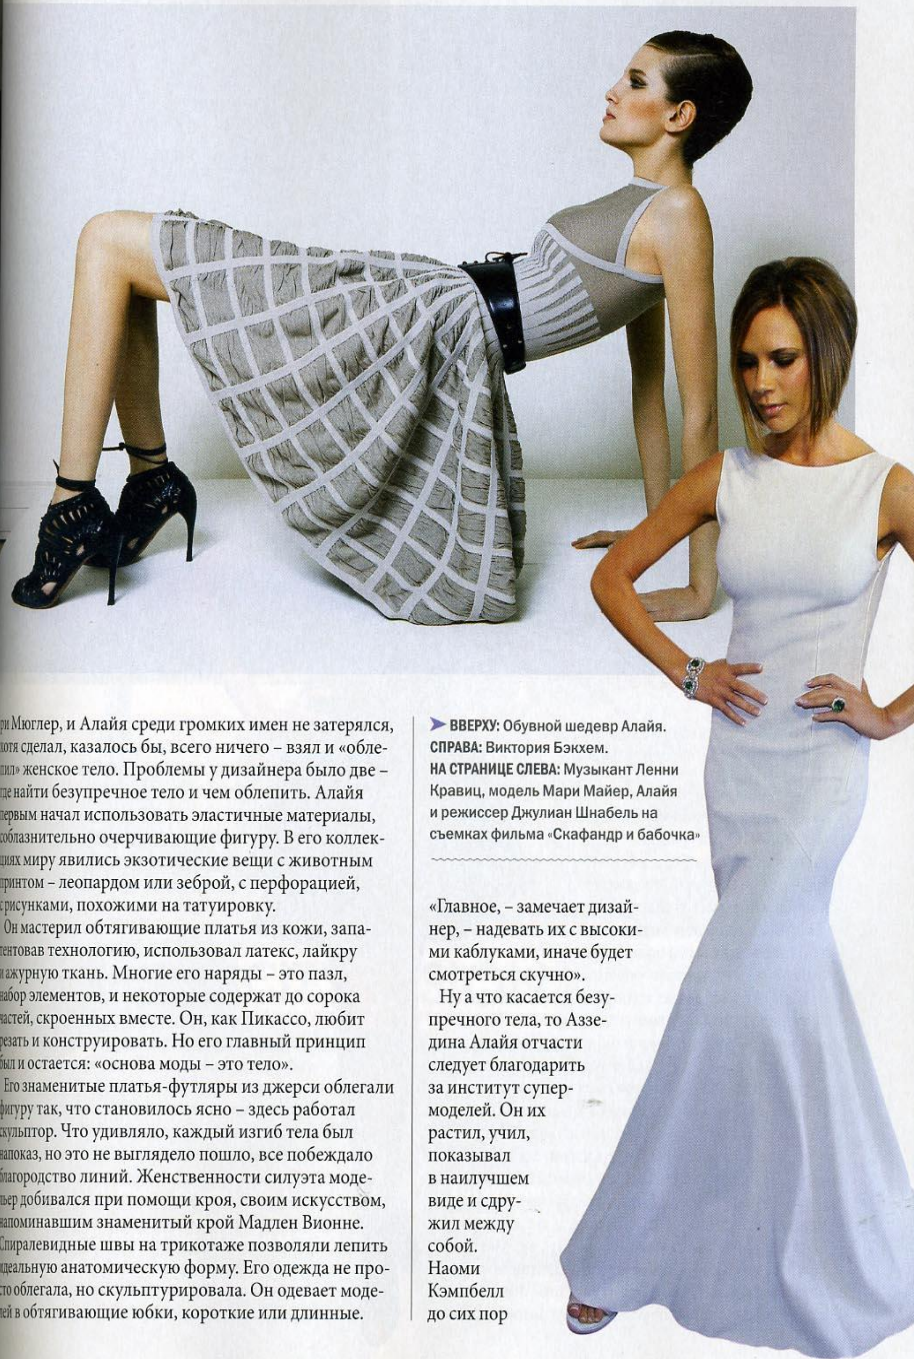 ри Мюглер, и Алайя среди громких имен не затерялся,
хотя сделал, казалось бы, всего ничего – взял и «обле-
пил» женское тело. Проблемы у дизайнера было две –
где найти безупречное тело и чем облепить. Алайя
первым начал использовать эластичные материалы,
соблазнительно очерчивающие фигуру. В его коллек-
циях миру явились экзотические вещи с животным
принтом – леопардом или зеброй, с перфорацией,
с рисунками, похожими на татуировку.
Он мастерил обтягивающие платья из кожи, запа-
тентовав технологию, использовал латекс, лайкру
и ажурную ткань. Многие его наряды – это пазл,
набор элементов, и некоторые содержат до сорока
частей, скроенных вместе. Он, как Пикассо, любит
резать и конструировать. Но его главный принцип
был и остается: «основа моды – это тело».
Его знаменитые платья-футляры из джерси облегали
фигуру так, что становилось ясно – здесь работал
скульптор. Что удивляло, каждый изгиб тела был
напоказ, но это не выглядело пошло, все побеждало
благородство линий. Женственности силуэта моде-
льер добивался при помощи кроя, своим искусством,
напоминавшим знаменитый крой Мадлен Вионне.
Спиралевидные швы на трикотаже позволяли лепить
идеальную анатомическую форму. Его одежда не про-
сто облегала, но скульптурировала. Он одевает моде-
лей в обтягивающие юбки, короткие или длинные.
➤ ВВЕРХУ: Обувной шедевр Алайя.
СПРАВА: Виктория Бэкхем.
НА СТРАНИЦЕ СЛЕВА: Музыкант Ленни
Кравиц, модель Мари Майер, Алайя
и режиссер Джулиан Шнабель на
съемках фильма «Скафандр и бабочка»
«Главное, – замечает дизай-
нер, – надевать их с высоки-
ми каблуками, иначе будет
смотреться скучно».
Ну а что касается безу-
пречного тела, то Аззе-
дина Алайя отчасти
следует благодарить
за институт супер-
моделей. Он их
растил, учил,
показывал
в наилучшем
виде и сдру-
жил между
собой.
Наоми
Кэмпбелл
до сих пор